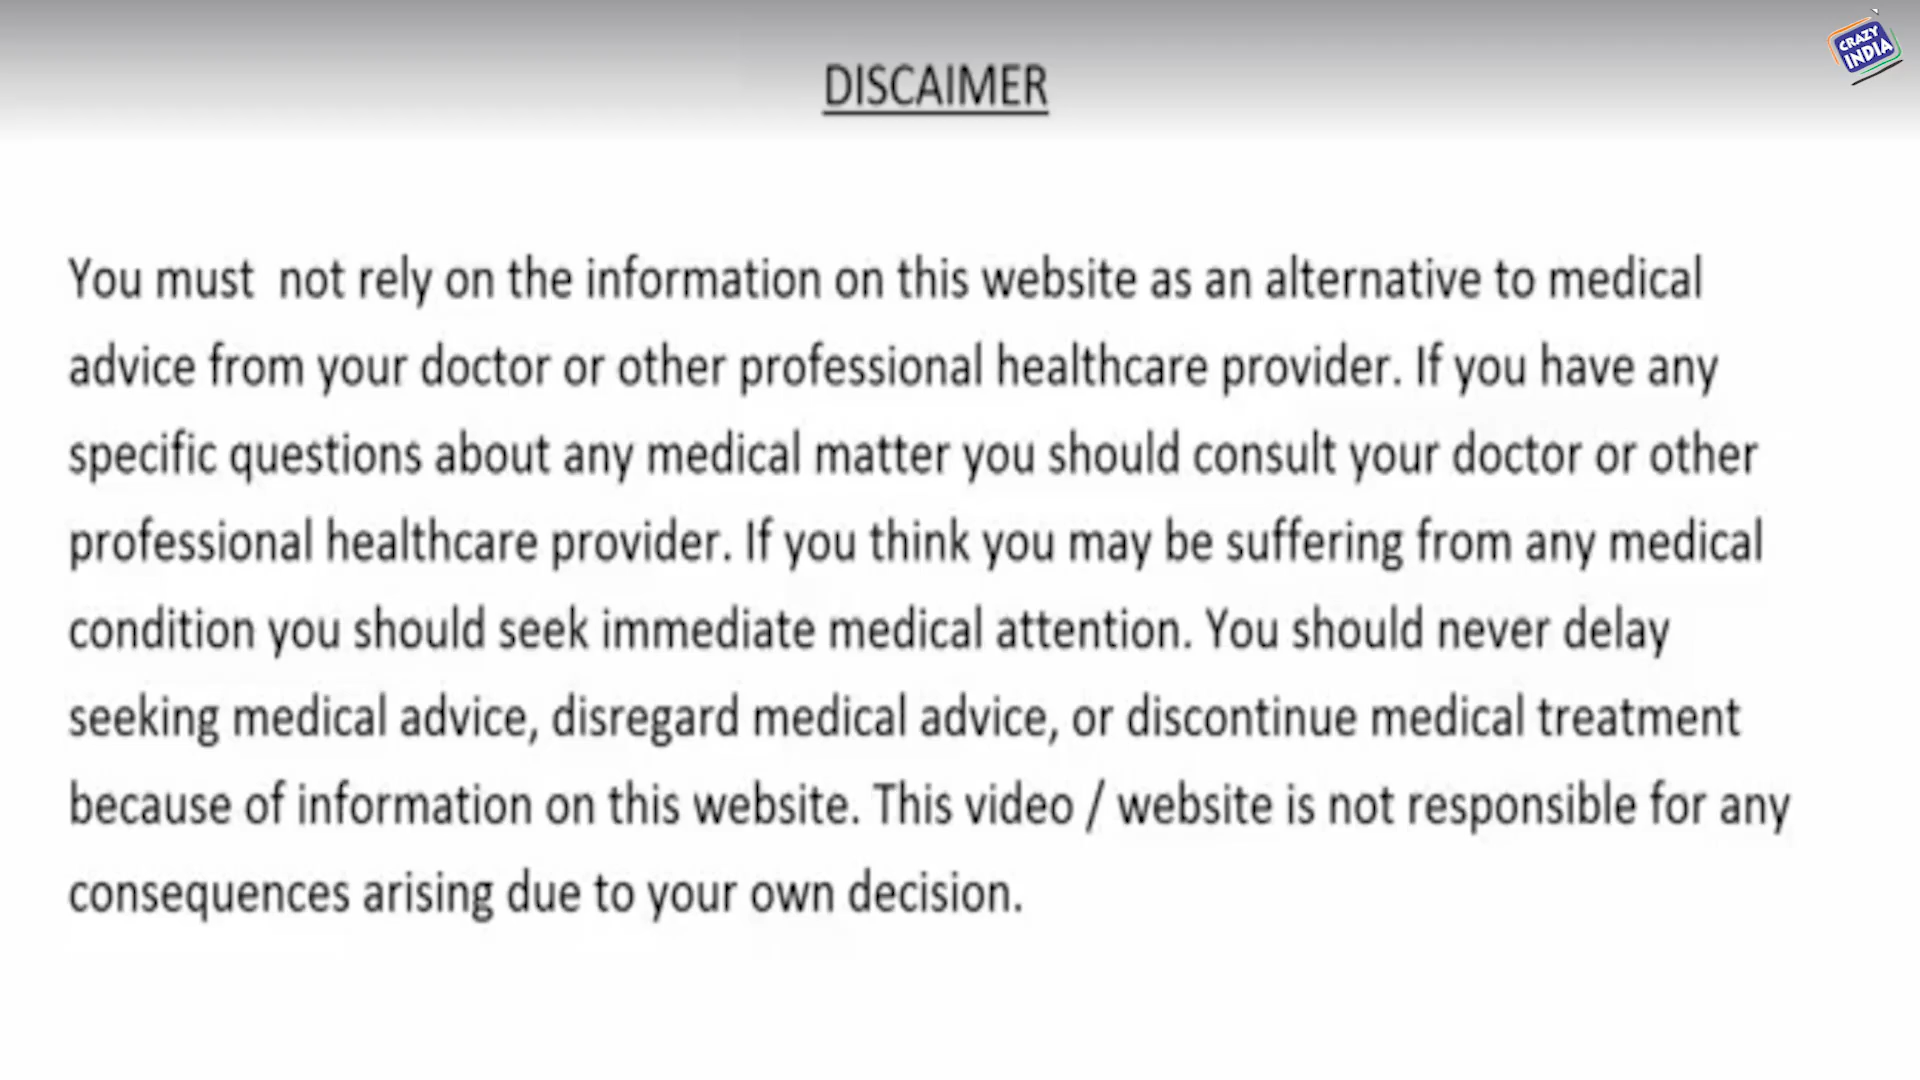 CRAZY
INDIA
DISCAIMER
You must not rely on the information on this website as an alternative to medical
advice from your doctor or other professional healthcare provider. If you have any
specific questions about any medical matter you should consult your doctor or other
professional healthcare provider. If you think you may be suffering from any medical
condition you should seek immediate medical attention. You should never delay
seeking medical advice, disregard medical advice, or discontinue medical treatment
because of information on this website. This video / website is not responsible for any
consequences arising due to your own decision.